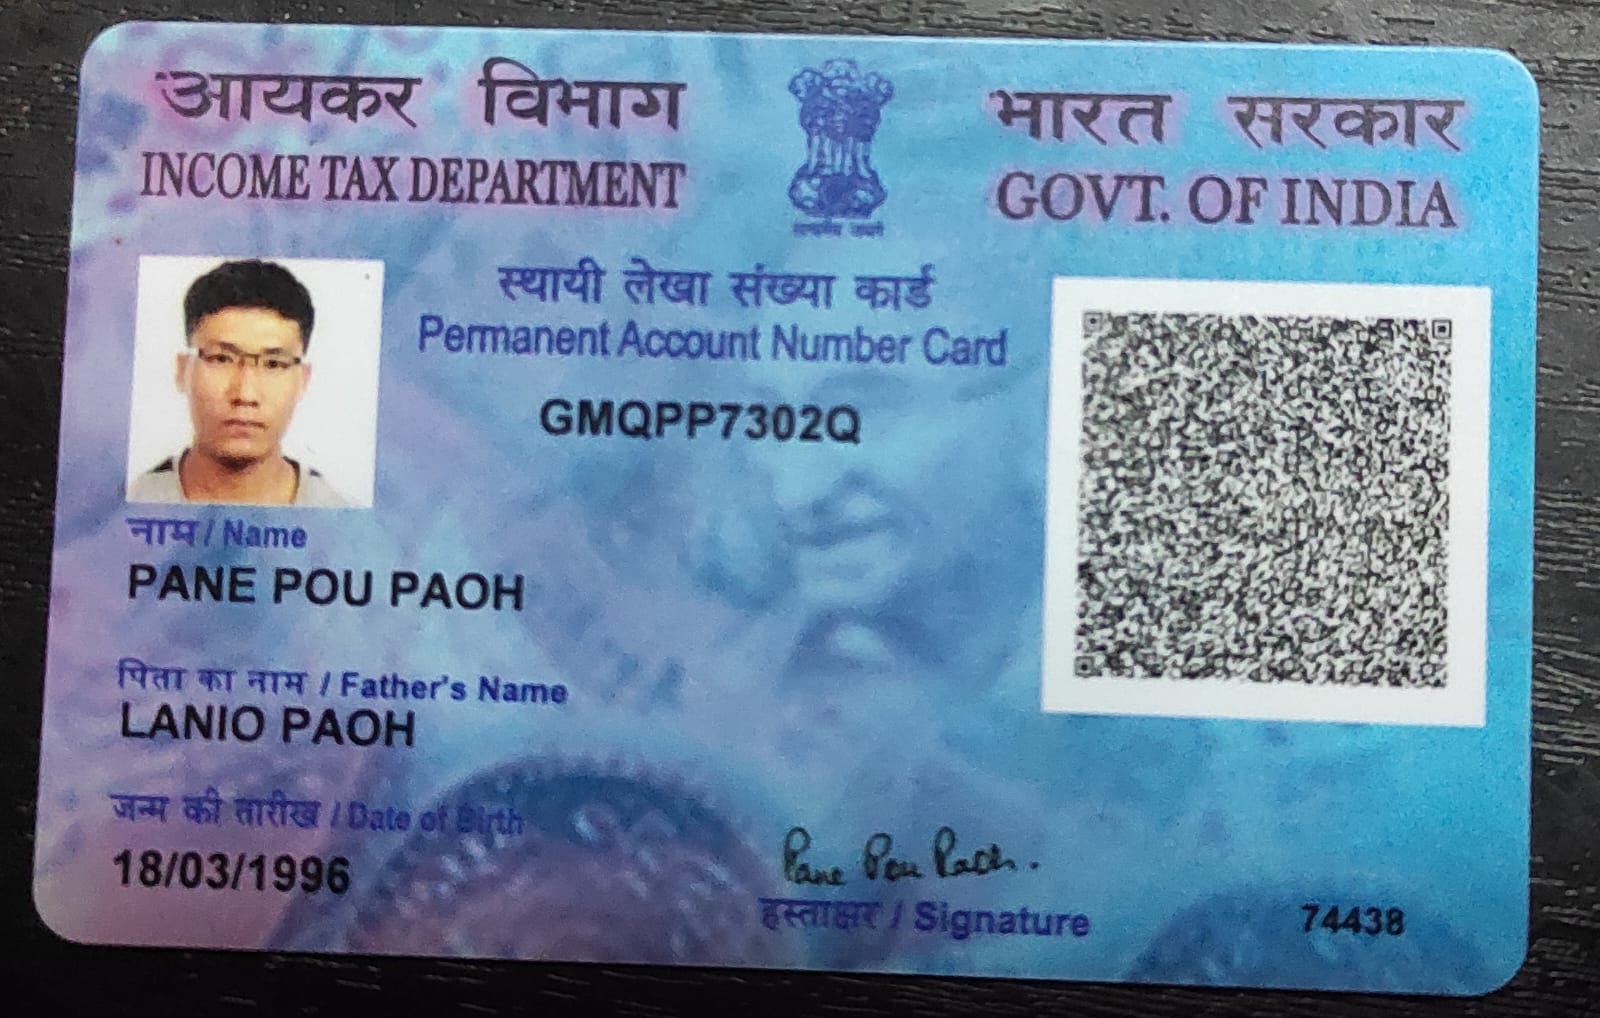 आयकर विभाग
INCOME TAX DEPARTMENT
भारत सरकार
GOVT. OF INDIA
सत्यमेव जयते
स्थायी लेखा संख्या कार्ड
Permanent Account Number Card
GMQPP7302Q
नाम / Name
PANE POU PAOH
पिता का नाम / Father's Name
LANIO PAOH
जन्म की तारीख / Date of Birth
18/03/1996
Pane Pou Paoh.
हस्ताक्षर / Signature
74438